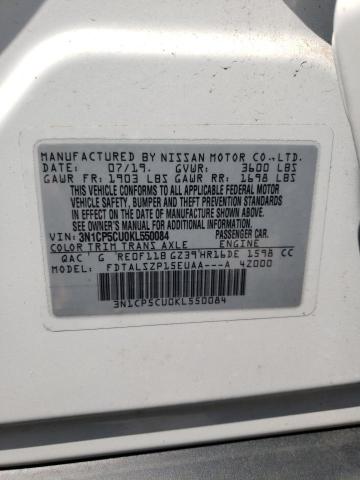 MANUFACTURED BY NISSAN MOTOR CO.,LTD.
DATE: 07/19. GVWR: 3600 LBS
GAWR FR: 1903 LBS GAWR RR: 1698 LBS
THIS VEHICLE CONFORMS TO ALL APPLICABLE FEDERAL MOTOR
VEHICLE SAFETY, BUMPER AND THEFT PREVENTION STANDARDS
IN EFFECT ON THE DATE OF MANUFACTURE SHOWN ABOVE.
SEE OWNER'S MANUAL FOR ADDITIONAL INFORMATION.
VIN: 3N1CP5CU0KL550084 PASSENGER CAR
COLOR TRIM TRANS AXLE ENGINE
QAC G RE0F11B GZ39 HR16DE 1598 CC
MODEL: FDTALSZP15EUAA---A 4Z000
3N1CP5CU0KL550084